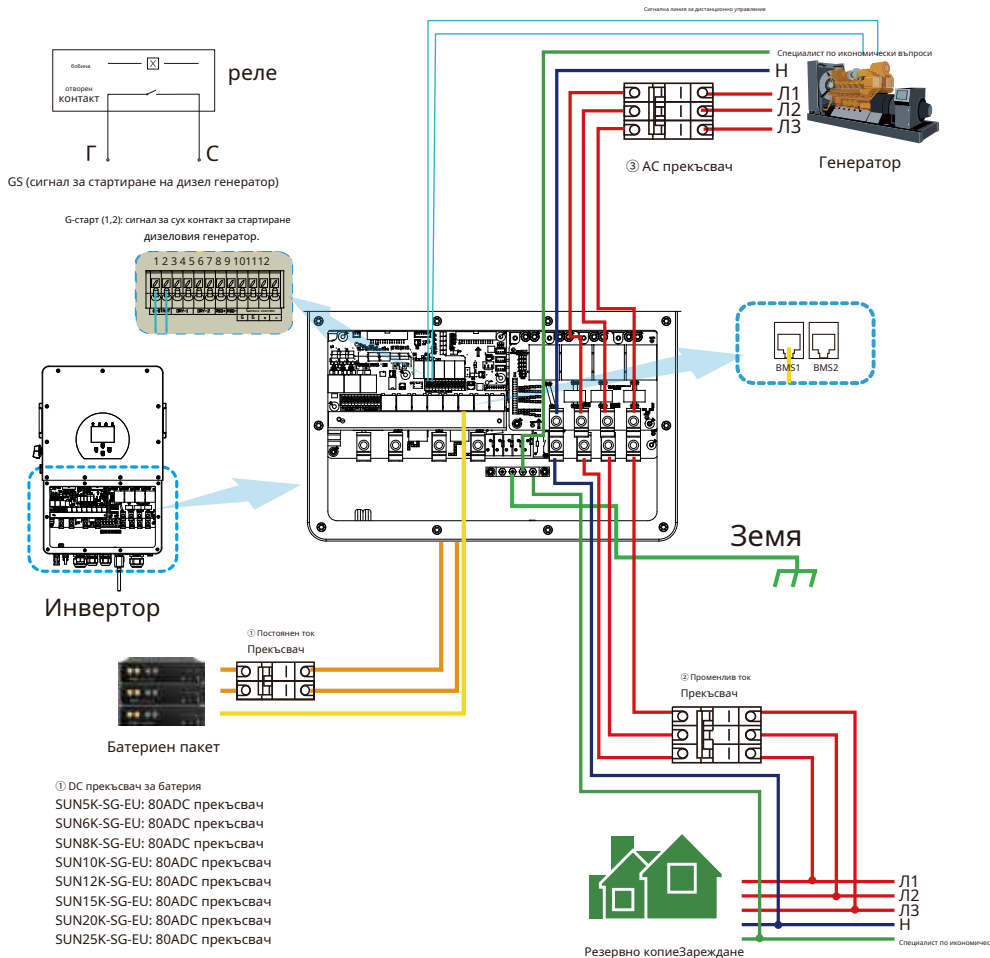 Сигнална линия за дистанционно управление
бобина
отворен
контакт
реле
Г
С
GS (сигнал за стартиране на дизел генератор)
Специалист по икономически въпроси
Н
Л1
Л2
Л3
Генератор
③ AC прекъсвач
G-старт (1,2): сигнал за сух контакт за стартиране
дизеловия генератор.
1 2 3 4 5 6 7 8 9 10 11 12
BMS1 BMS2
Инвертор
Земя
① Постоянен ток
Прекъсвач
Батериен пакет
② Променлив ток
Прекъсвач
① DC прекъсвач за батерия
SUN5K-SG-EU: 80ADC прекъсвач
SUN6K-SG-EU: 80ADC прекъсвач
SUN8K-SG-EU: 80ADC прекъсвач
SUN10K-SG-EU: 80ADC прекъсвач
SUN12K-SG-EU: 80ADC прекъсвач
SUN15K-SG-EU: 80ADC прекъсвач
SUN20K-SG-EU: 80ADC прекъсвач
SUN25K-SG-EU: 80ADC прекъсвач
Л1
Л2
Л3
Н
Специалист по икономичес
Резервно копиеЗареждане